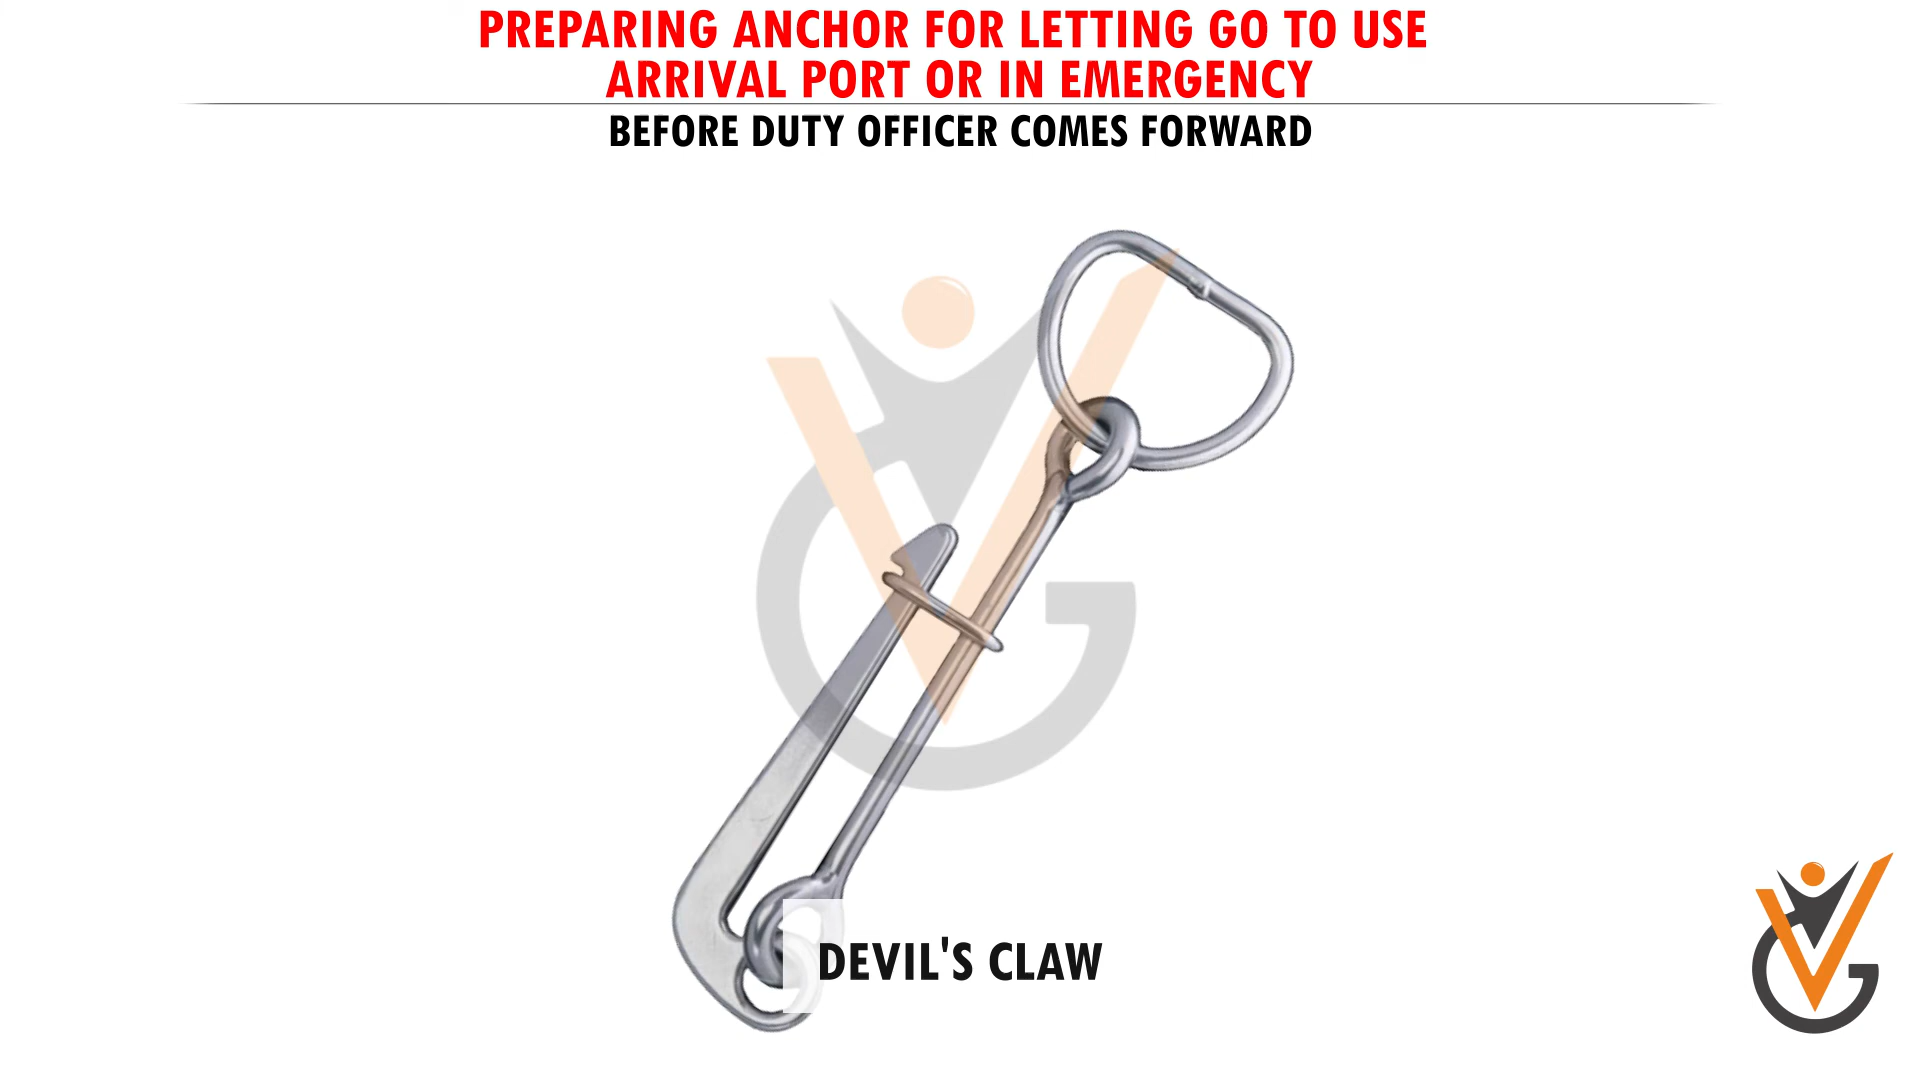 PREPARING ANCHOR FOR LETTING GO TO USE
ARRIVAL PORT OR IN EMERGENCY
BEFORE DUTY OFFICER COMES FORWARD
DEVIL'S CLAW